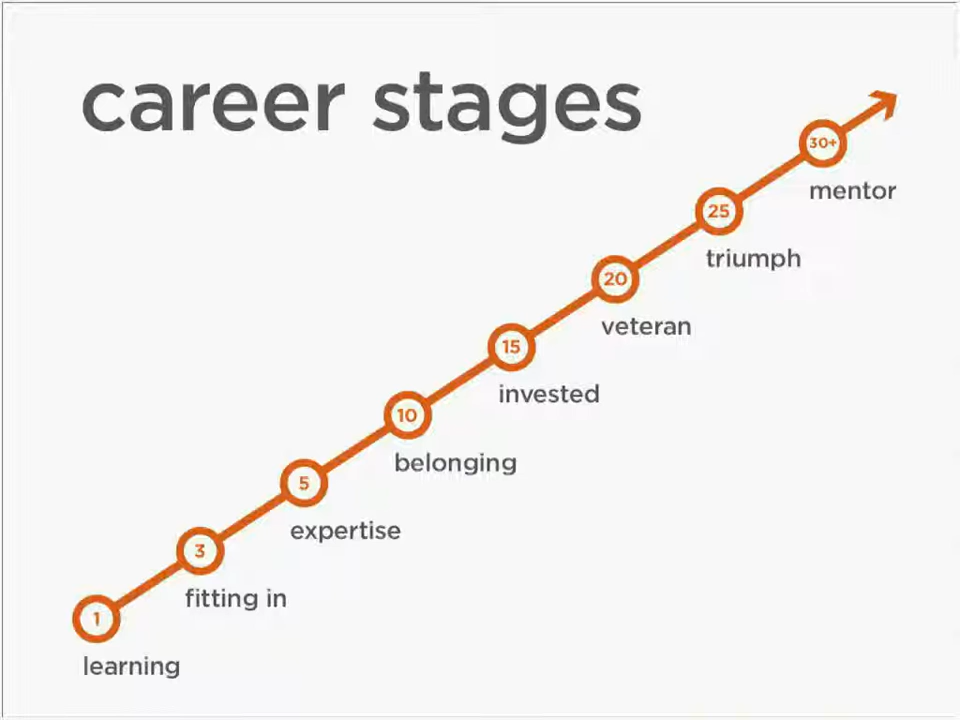 career stages
30+
mentor
25
triumph
20
veteran
15
invested
10
belonging
5
expertise
3
fitting in
1
learning